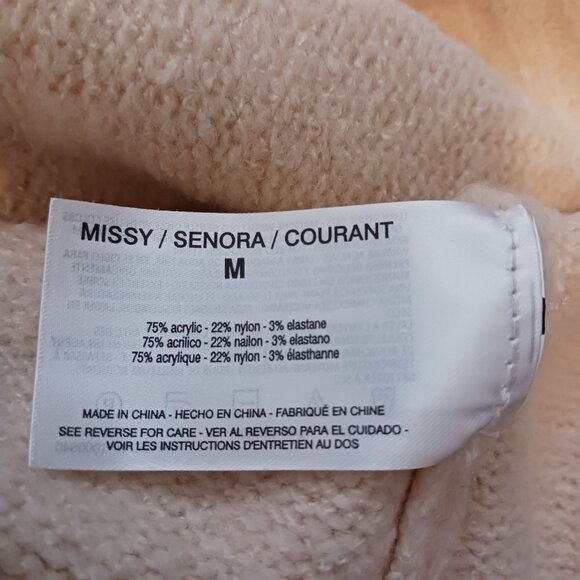 MISSY / SENORA / COURANT
M
75% acrylic - 22% nylon - 3% elastane
75% acrilico - 22% nailon - 3% elastano
75% acrylique - 22% nylon - 3% élasthanne
MADE IN CHINA - HECHO EN CHINA - FABRIQUÉ EN CHINE
SEE REVERSE FOR CARE - VER AL REVERSO PARA EL CUIDADO -
VOIR LES INSTRUCTIONS D'ENTRETIEN AU DOS